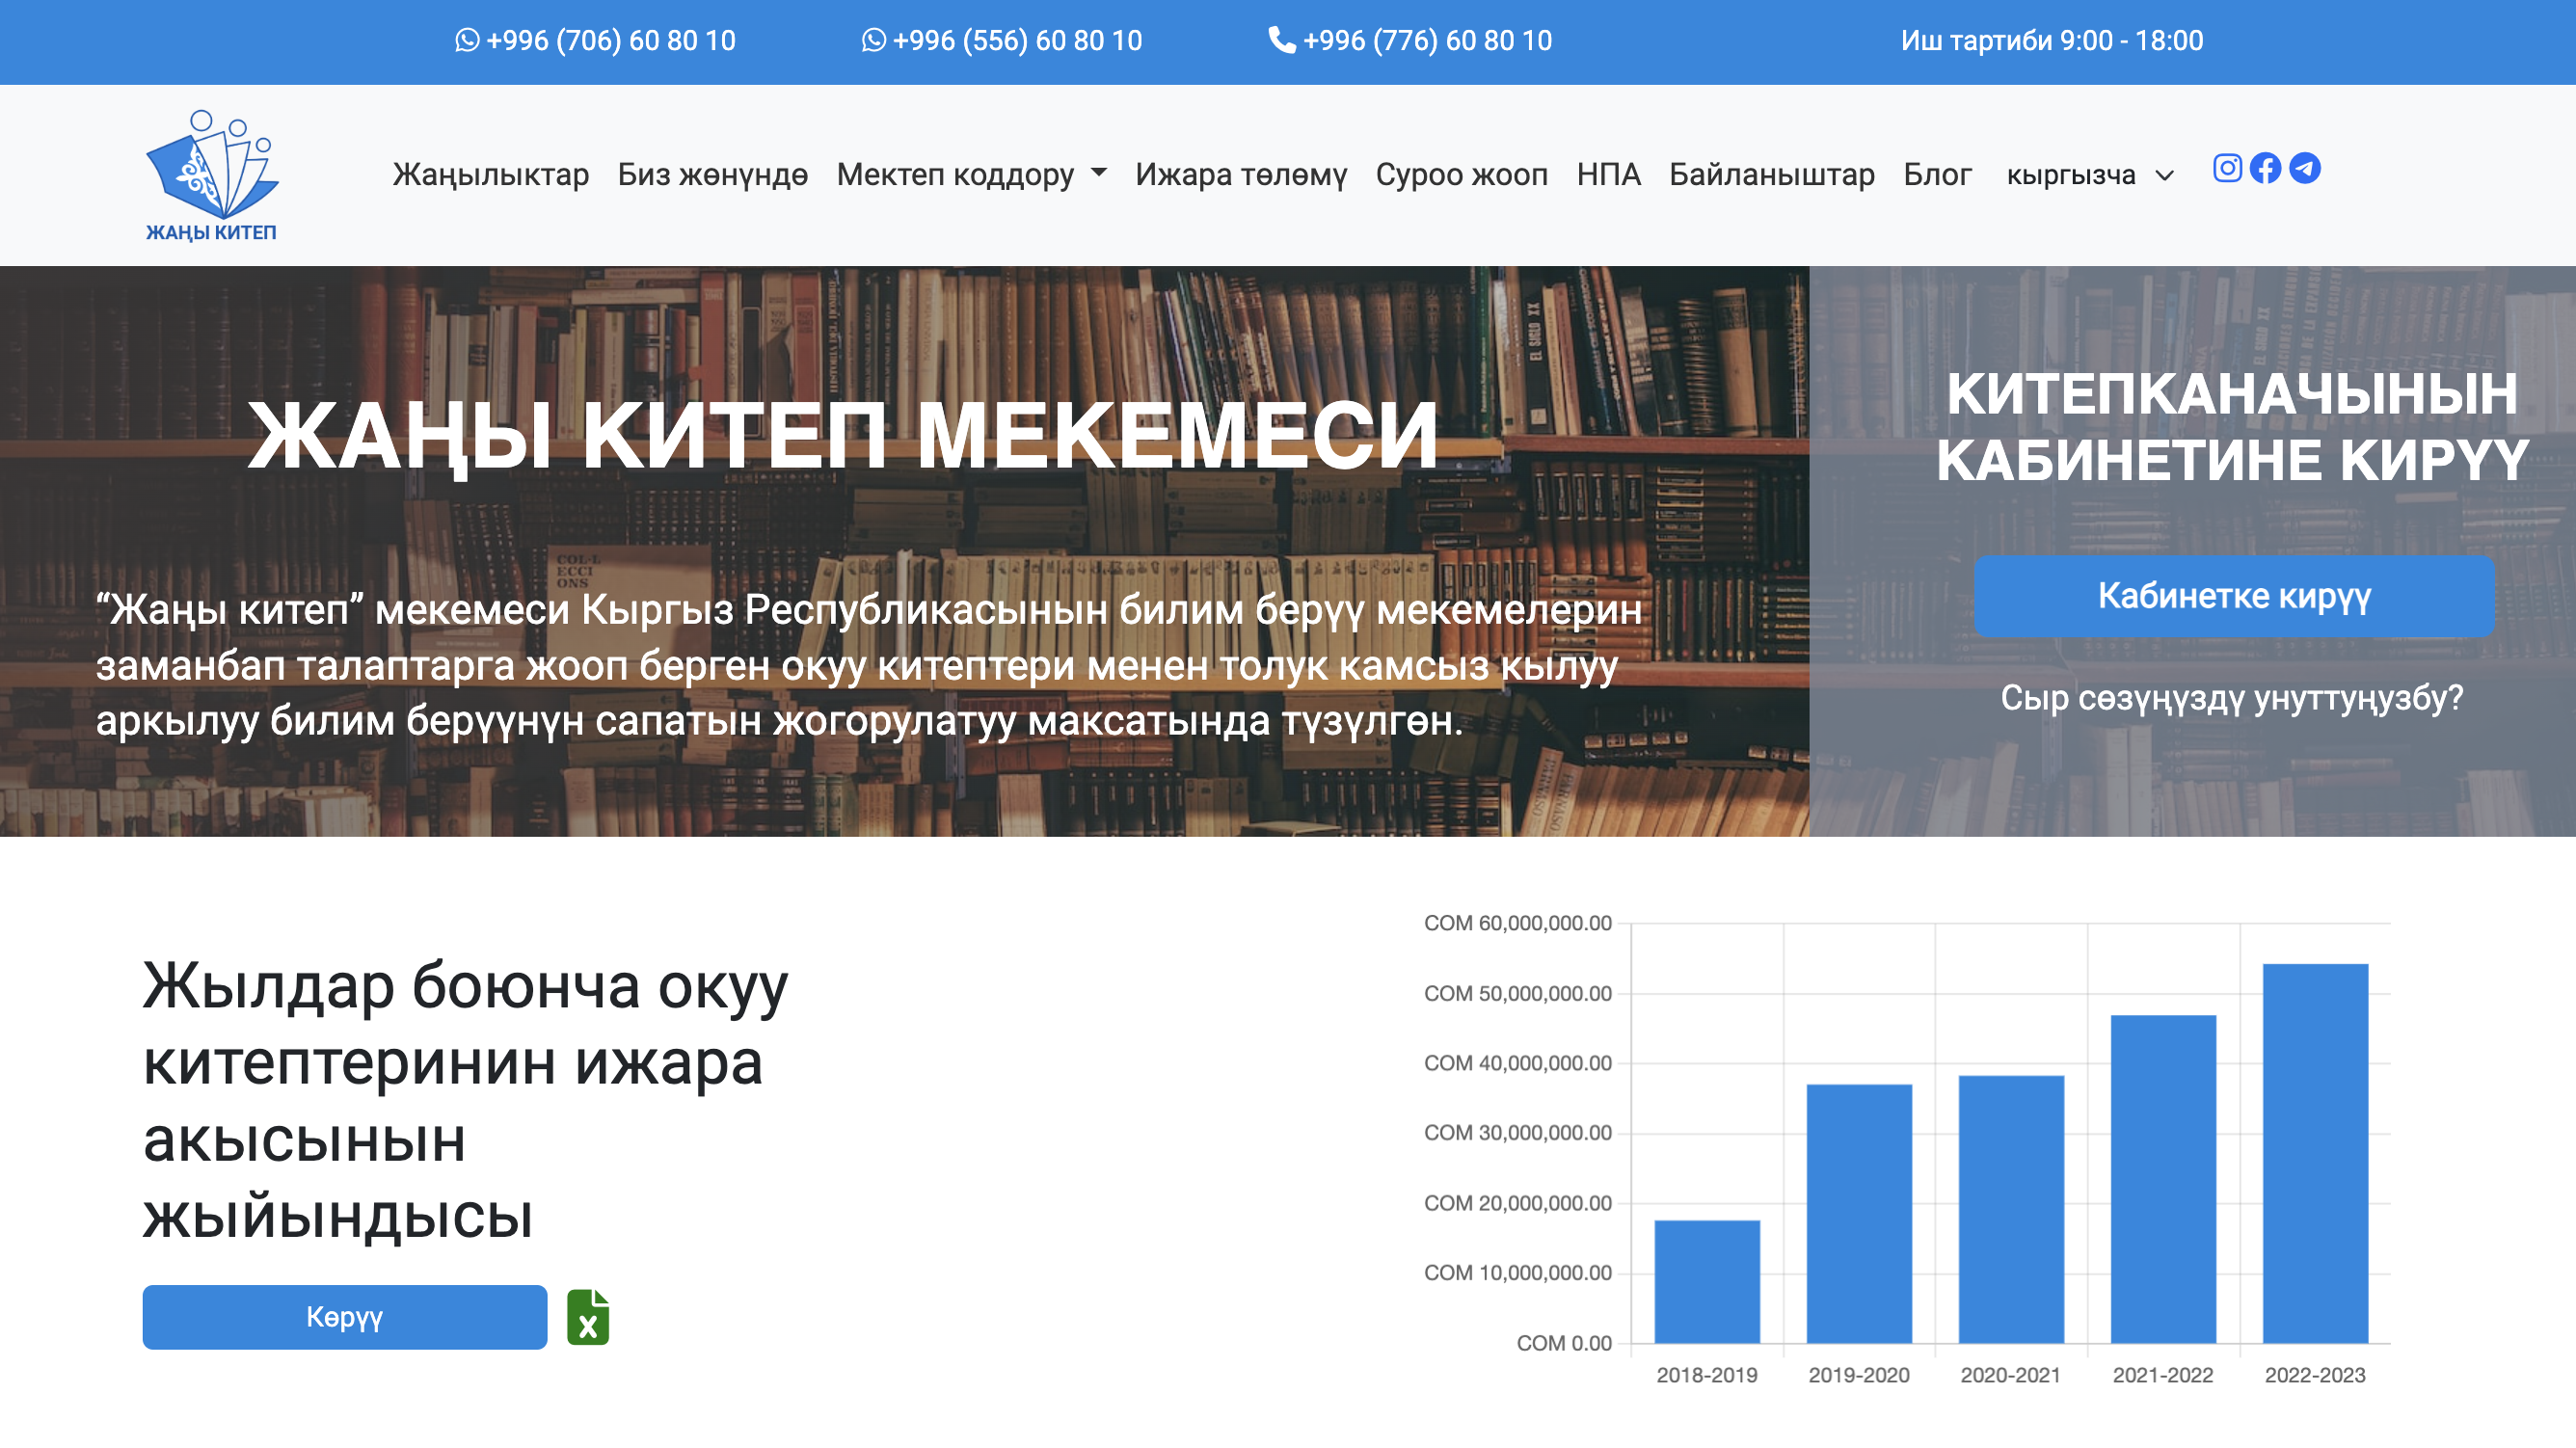 +996 (706) 60 80 10
+996 (556) 60 80 10
+996 (776) 60 80 10
Иш тартиби 9:00 - 18:00
ЖАҢЫ КИТЕП
Жаңылыктар
Биз жөнүндө
Мектеп коддору
Ижара төлөмү
Суроо жооп
НПА
Байланыштар
Блог
кыргызча
ЖАҢЫ КИТЕП МЕКЕМЕСИ
“Жаңы китеп” мекемеси Кыргыз Республикасынын билим берүү мекемелерин
заманбап талаптарга жооп берген окуу китептери менен толук камсыз кылуу
аркылуу билим берүүнүн сапатын жогорулатуу максатында түзүлгөн.
COL·L
ECCI
ONS
EL SIGLO XX
КИТЕПКАНАЧЫНЫН
КАБИНЕТИНЕ КИРҮҮ
Кабинетке кирүү
Сыр сөзүңүздү унуттуңузбу?
Жылдар боюнча окуу
китептеринин ижара
акысынын
жыйындысы
Көрүү
X
COM 60,000,000.00
COM 50,000,000.00
COM 40,000,000.00
COM 30,000,000.00
COM 20,000,000.00
COM 10,000,000.00
COM 0.00
2018-2019
2019-2020
2020-2021
2021-2022
2022-2023